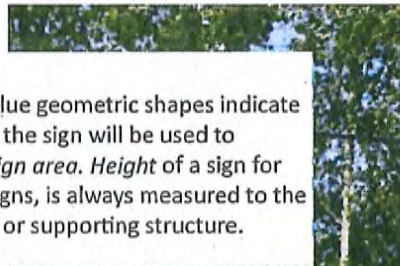 lue geometric shapes indicate
the sign will be used to
ign area. Height of a sign for
gns, is always measured to the
or supporting structure.